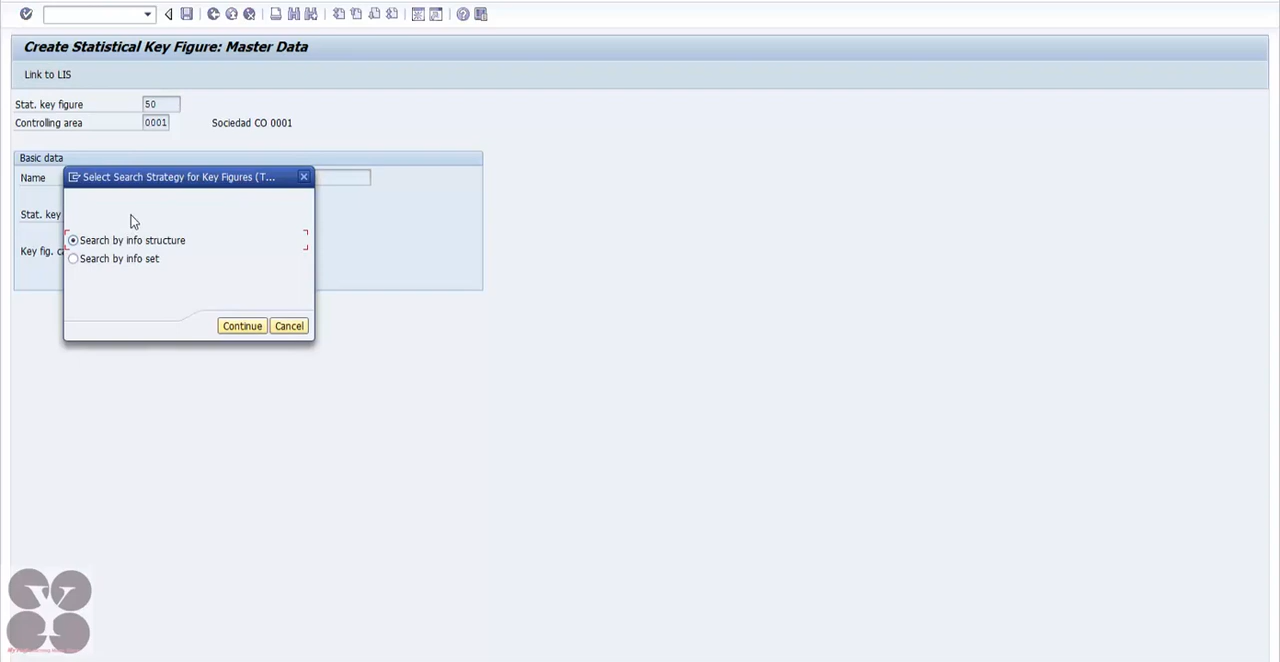 Create Statistical Key Figure: Master Data
Link to LIS
Stat. key figure 50
Controlling area 0001 Sociedad CO 0001
Basic data
Name
Select Search Strategy for Key Figures (T...
Stat. key
Search by info structure
Key fig. c
Search by info set
Continue Cancel